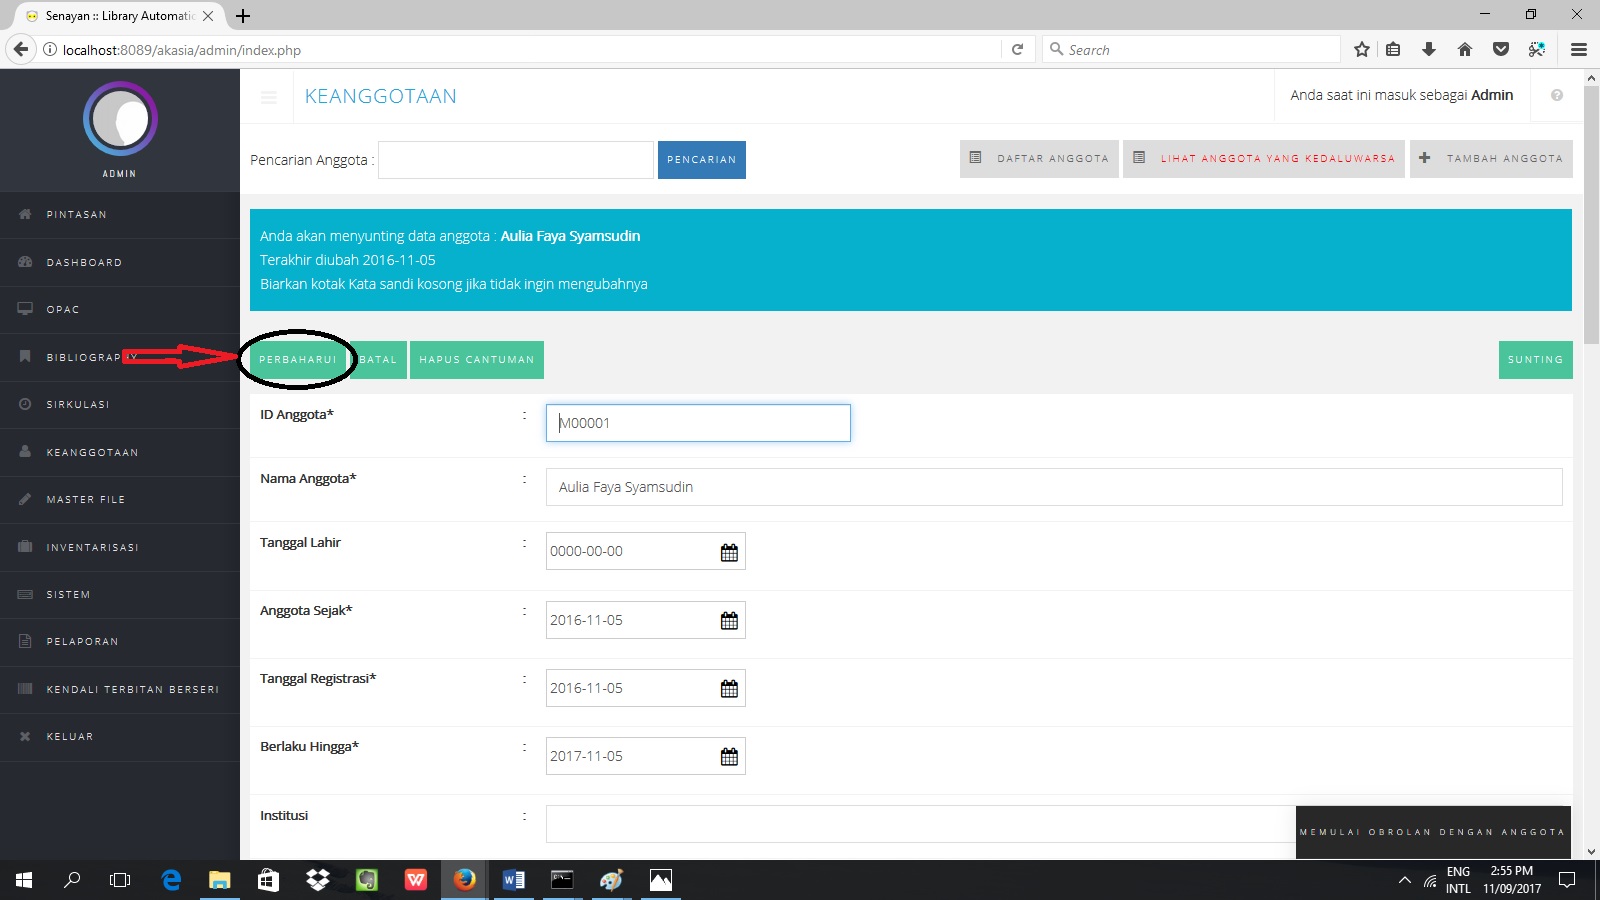 Senayan :: Library Automatic
localhost:8089/akasia/admin/index.php
Search
ADMIN
PINTASAN
DASHBOARD
OPAC
BIBLIOGRAPHY
SIRKULASI
KEANGGOTAAN
MASTER FILE
INVENTARISASI
SISTEM
PELAPORAN
KENDALI TERBITAN BERSERI
KELUAR
KEANGGOTAAN
Anda saat ini masuk sebagai Admin
Pencarian Anggota :
PENCARIAN
DAFTAR ANGGOTA
LIHAT ANGGOTA YANG KEDALUWARSA
TAMBAH ANGGOTA
Anda akan menyunting data anggota : Aulia Faya Syamsudin
Terakhir diubah 2016-11-05
Biarkan kotak Kata sandi kosong jika tidak ingin mengubahnya
PERBAHARUI
BATAL
HAPUS CANTUMAN
SUNTING
ID Anggota* : M00001
Nama Anggota* : Aulia Faya Syamsudin
Tanggal Lahir : 0000-00-00
Anggota Sejak* : 2016-11-05
Tanggal Registrasi* : 2016-11-05
Berlaku Hingga* : 2017-11-05
Institusi :
MEMULAI OBROLAN DENGAN ANGGOTA
ENG
INTL
2:55 PM
11/09/2017